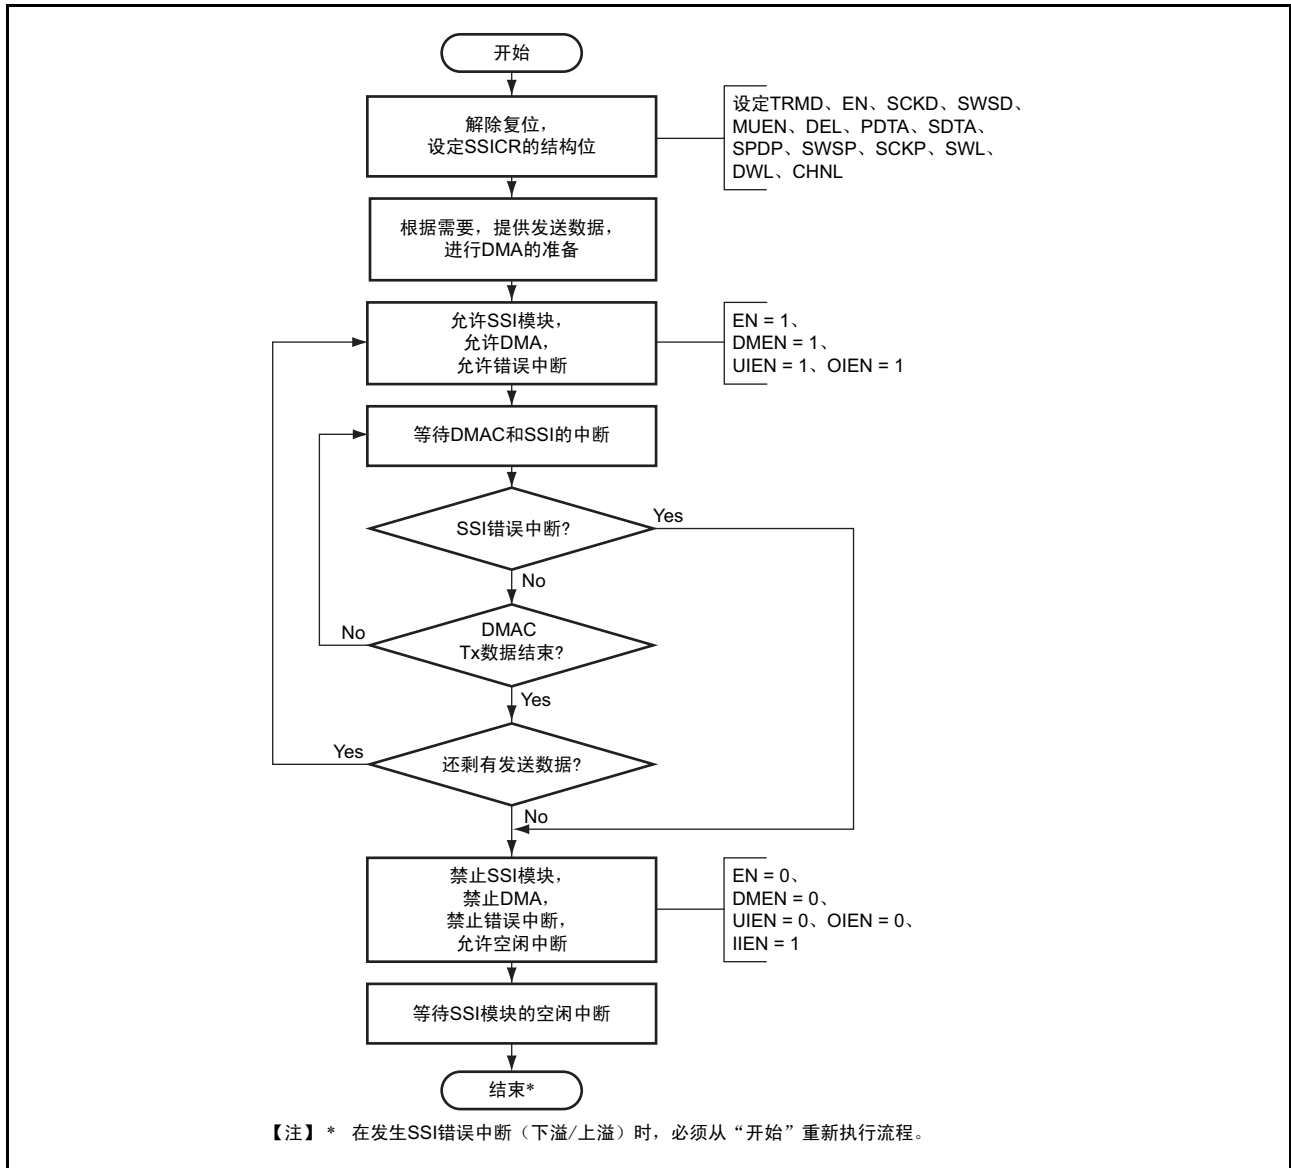 开始
解除复位，
设定SSICR的结构位
设定TRMD、EN、SCKD、SWSD、
MUEN、DEL、PDTA、SDTA、
SPDP、SWSP、SCKP、SWL、
DWL、CHNL
根据需要，提供发送数据，
进行DMA的准备
允许SSI模块，
允许DMA，
允许错误中断
EN = 1、
DMEN = 1、
UIEN = 1、OIEN = 1
等待DMAC和SSI的中断
SSI错误中断?
Yes
No
DMAC
Tx数据结束?
No
Yes
还剩有发送数据?
Yes
No
禁止SSI模块，
禁止DMA，
禁止错误中断，
允许空闲中断
EN = 0、
DMEN = 0、
UIEN = 0、OIEN = 0、
IIEN = 1
等待SSI模块的空闲中断
结束*
【注】 * 在发生SSI错误中断（下溢/上溢）时，必须从“开始”重新执行流程。